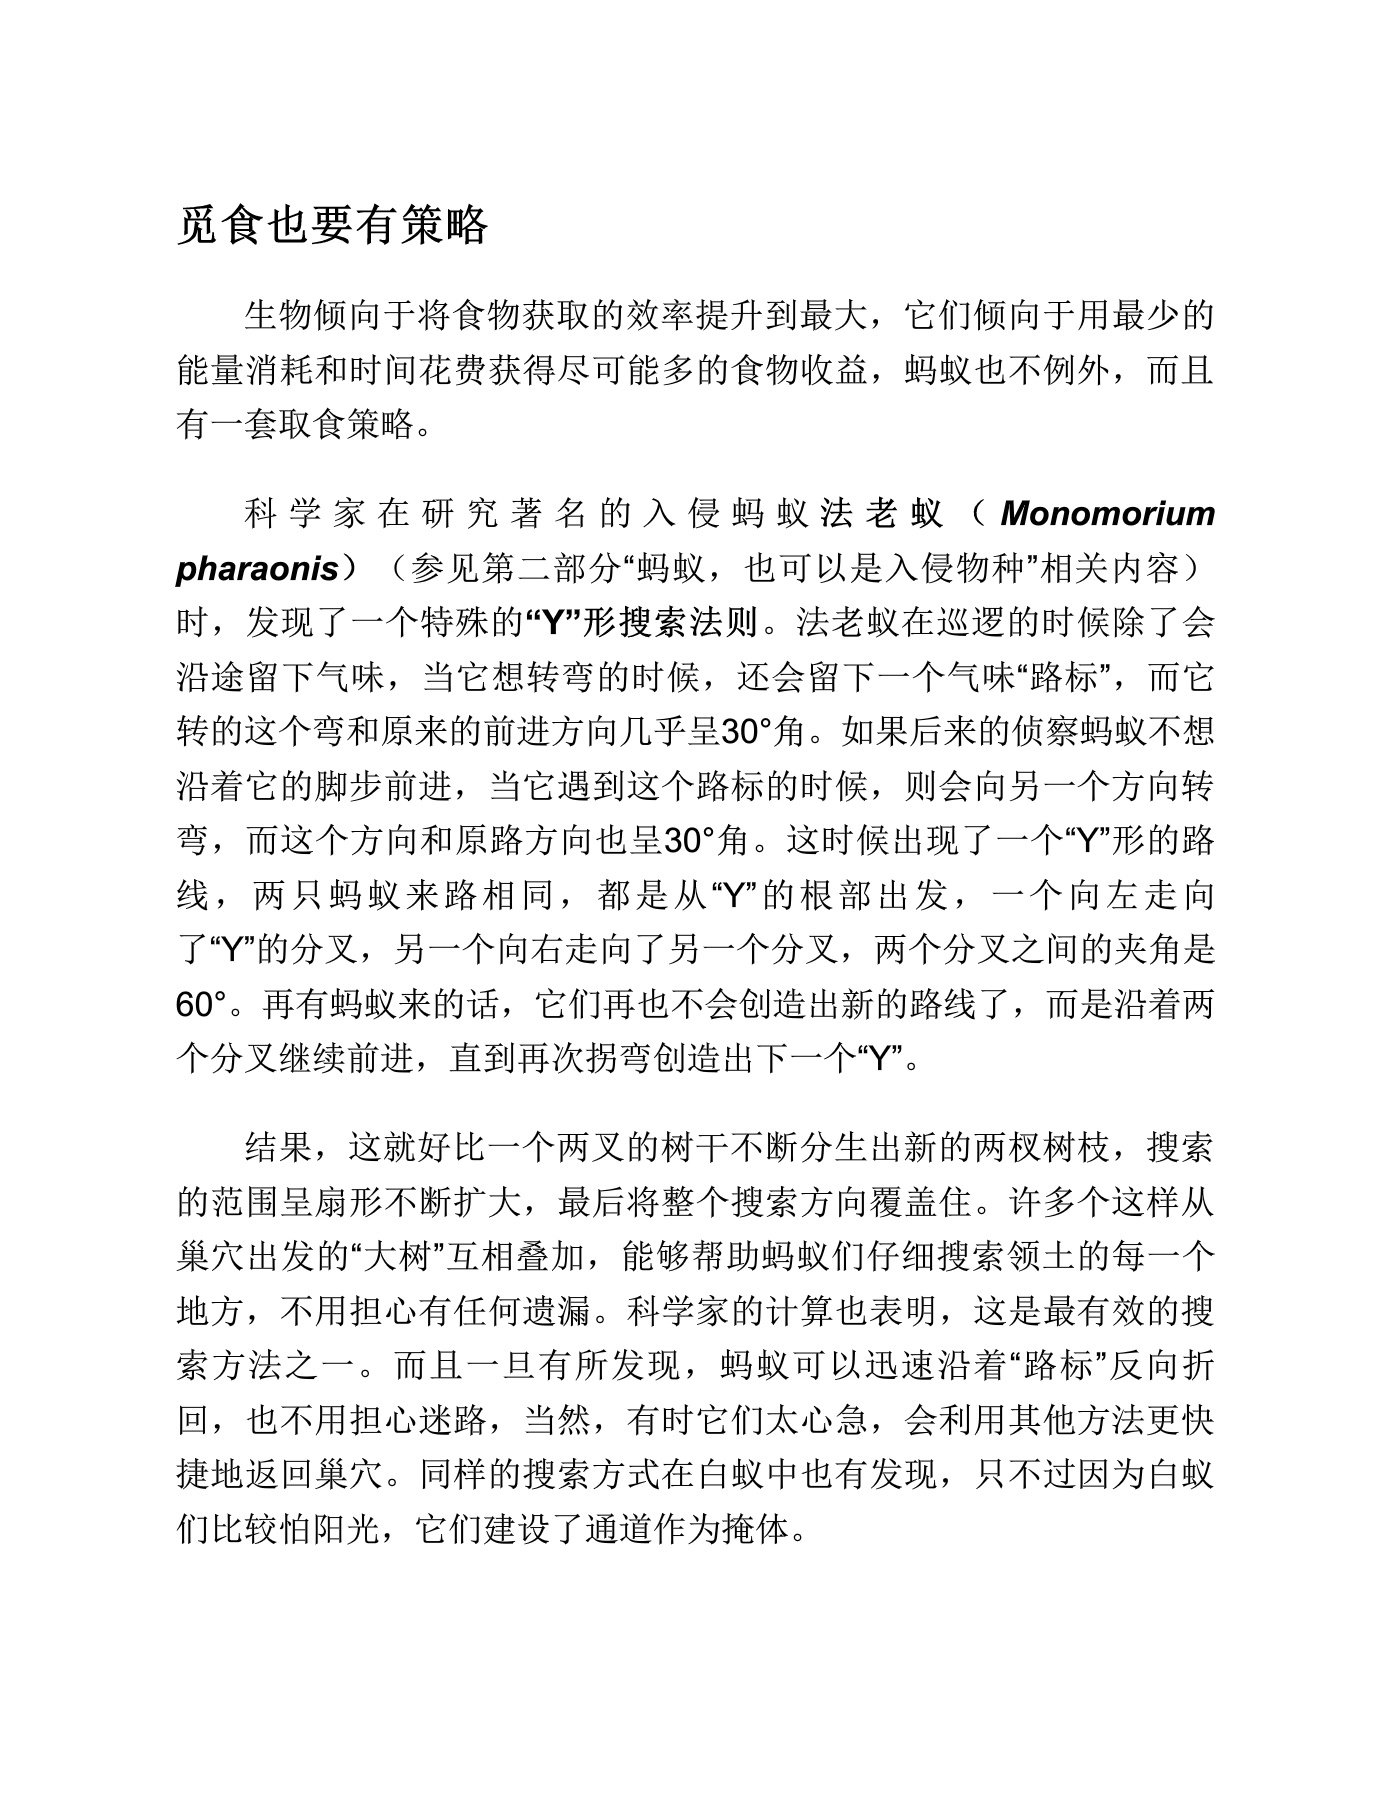 觅食也要有策略
生物倾向于将食物获取的效率提升到最大，它们倾向于用最少的
能量消耗和时间花费获得尽可能多的食物收益，蚂蚁也不例外，而且
有一套取食策略。
科学家在研究著名的入侵蚂蚁法老蚁（Monomorium
pharaonis）（参见第二部分“蚂蚁，也可以是入侵物种”相关内容）
时，发现了一个特殊的“Y”形搜索法则。法老蚁在巡逻的时候除了会
沿途留下气味，当它想转弯的时候，还会留下一个气味“路标”，而它
转的这个弯和原来的前进方向几乎呈30°角。如果后来的侦察蚂蚁不想
沿着它的脚步前进，当它遇到这个路标的时候，则会向另一个方向转
弯，而这个方向和原路方向也呈30°角。这时候出现了一个“Y”形的路
线，两只蚂蚁来路相同，都是从“Y”的根部出发，一个向左走向
了“Y”的分叉，另一个向右走向了另一个分叉，两个分叉之间的夹角是
60°。再有蚂蚁来的话，它们再也不会创造出新的路线了，而是沿着两
个分叉继续前进，直到再次拐弯创造出下一个“Y”。
结果，这就好比一个两叉的树干不断分生出新的两杈树枝，搜索
的范围呈扇形不断扩大，最后将整个搜索方向覆盖住。许多个这样从
巢穴出发的“大树”互相叠加，能够帮助蚂蚁们仔细搜索领土的每一个
地方，不用担心有任何遗漏。科学家的计算也表明，这是最有效的搜
索方法之一。而且一旦有所发现，蚂蚁可以迅速沿着“路标”反向折
回，也不用担心迷路，当然，有时它们太心急，会利用其他方法更快
捷地返回巢穴。同样的搜索方式在白蚁中也有发现，只不过因为白蚁
们比较怕阳光，它们建设了通道作为掩体。